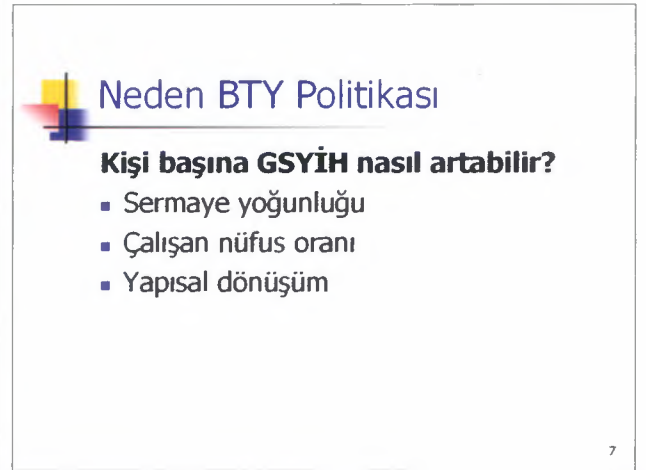 Neden BTY Politikası
Kişi başına GSYİH nasıl artabilir?
Sermaye yoğunluğu
Çalışan nüfus oranı
Yapısal dönüşüm
7